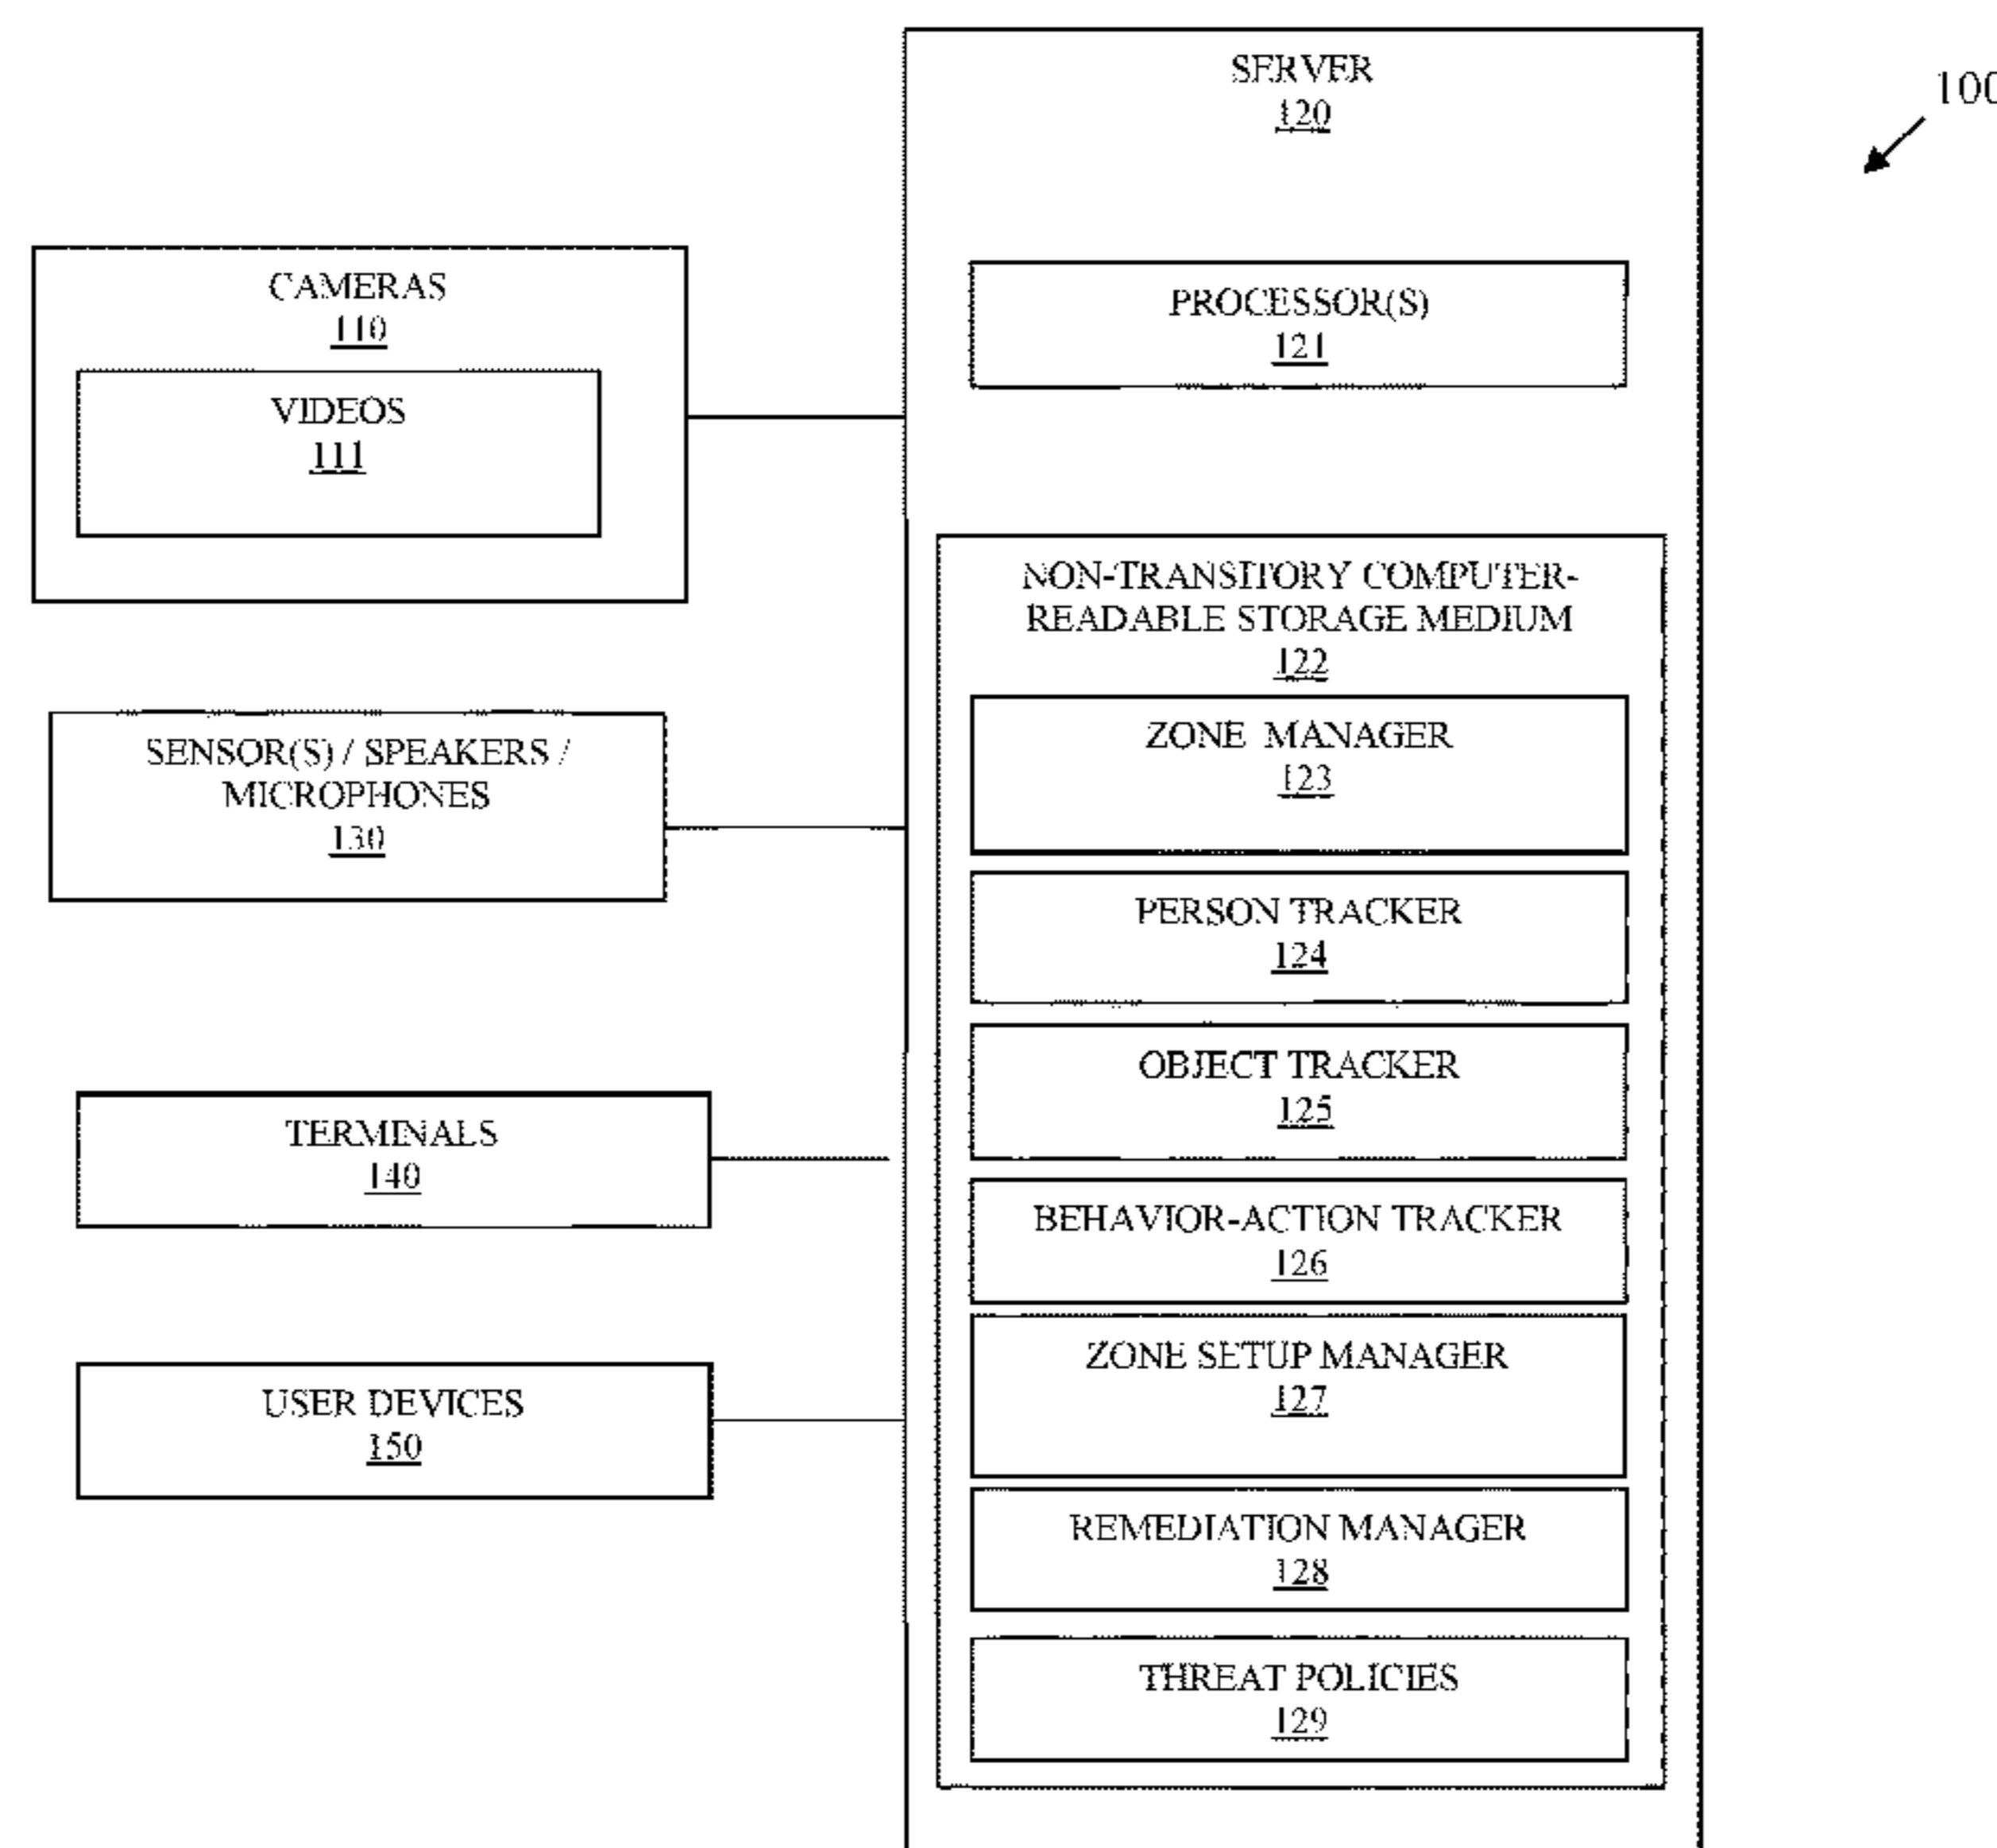 100
SERVER
120
PROCESSOR(S)
121
CAMERAS
110
VIDEOS
111
NON-TRANSITORY COMPUTER-
READABLE STORAGE MEDIUM
122
ZONE MANAGER
123
SENSOR(S) / SPEAKERS /
MICROPHONES
130
PERSON TRACKER
124
OBJECT TRACKER
125
TERMINALS
140
BEHAVIOR-ACTION TRACKER
126
ZONE SETUP MANAGER
127
USER DEVICES
150
REMEDIATION MANAGER
128
THREAT POLICIES
129